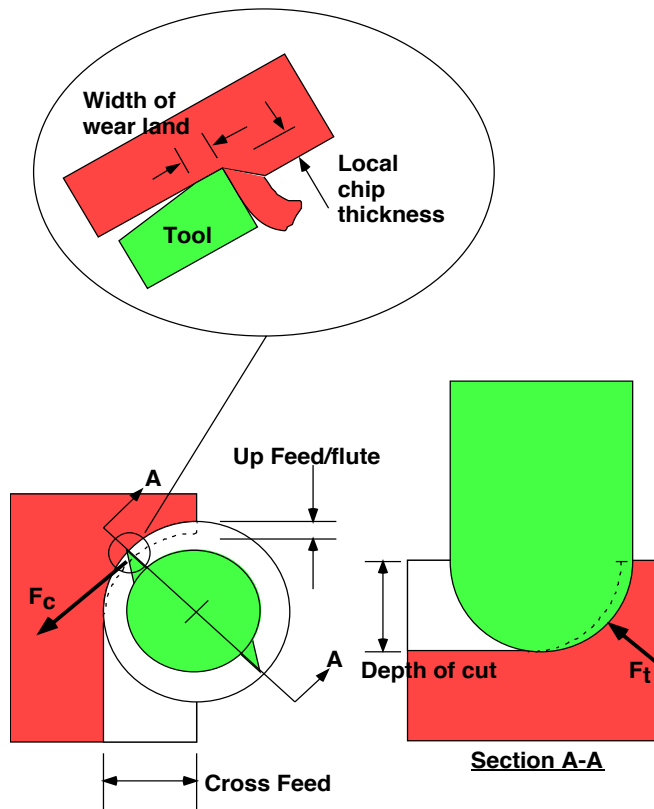 Width of
wear land
Local
chip
thickness
Tool
Up Feed/flute
A
Fc
A
Depth of cut
Ft
Cross Feed
Section A-A